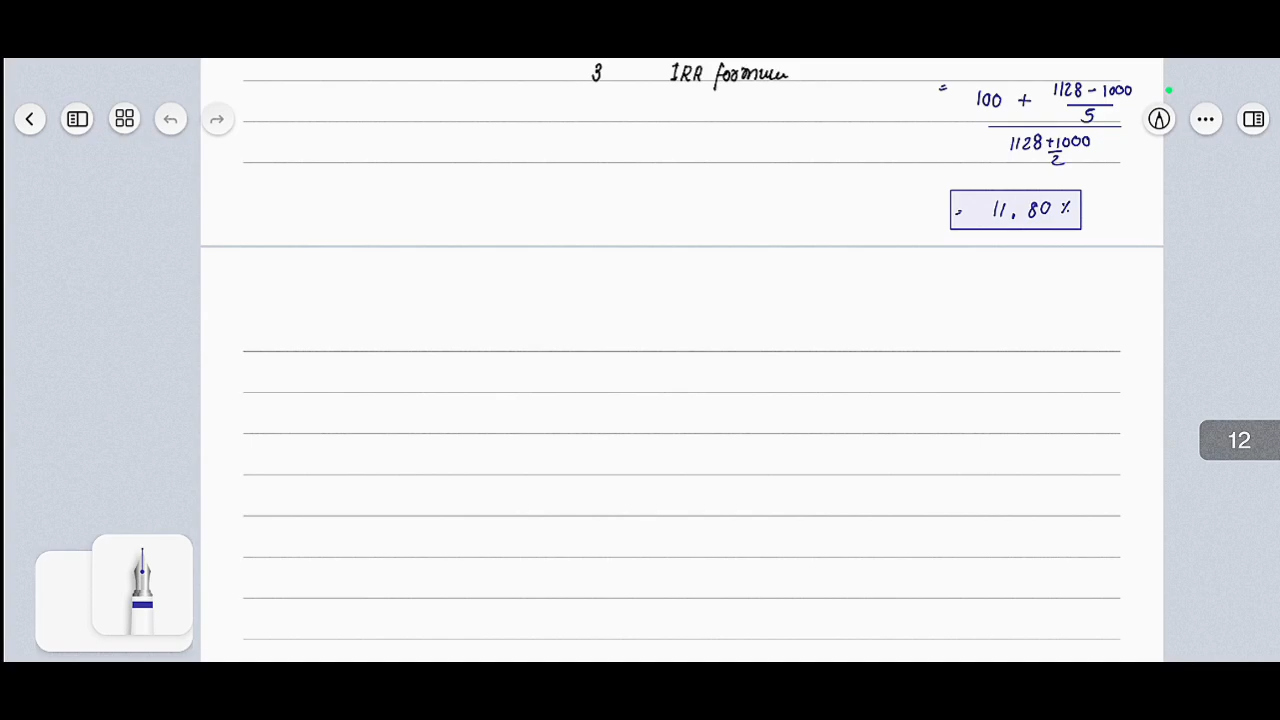 3 IRR formula
= 100 + 1128 - 1000
5
1128 + 1000
2
= 11.80 %
12